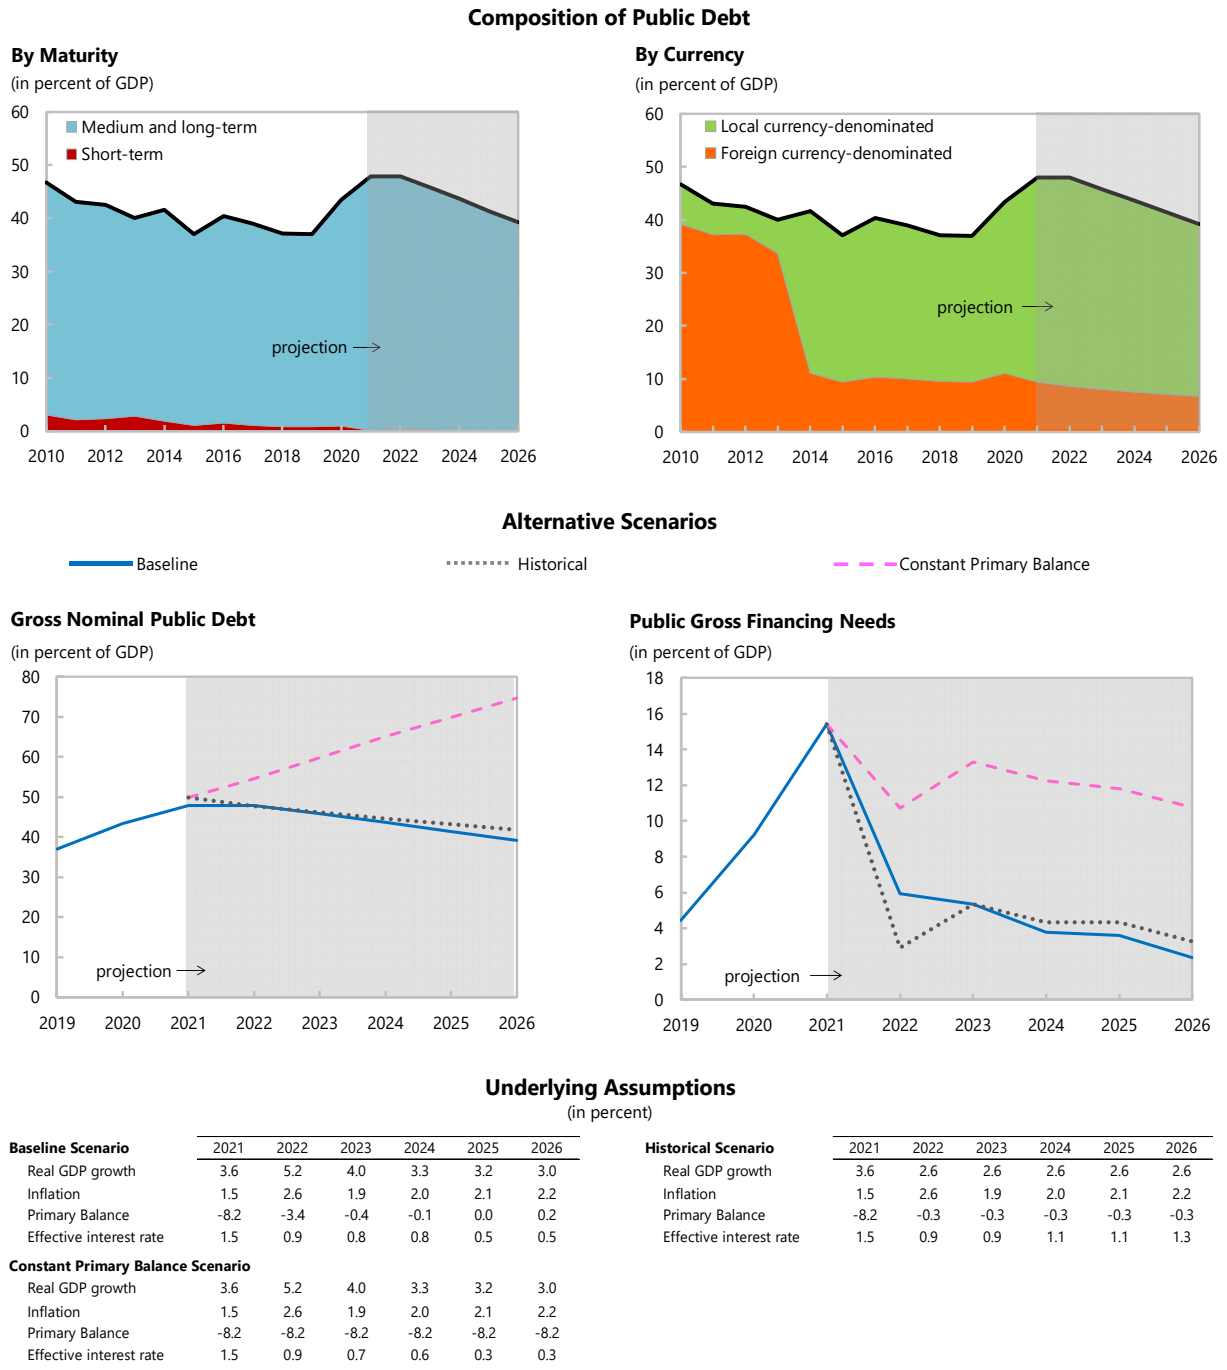 Composition of Public Debt
By Maturity
(in percent of GDP)
60
50
40
30
20
10
0
Medium and long-term
Short-term
projection
2010 2012 2014 2016 2018 2020 2022 2024 2026
By Currency
(in percent of GDP)
60
50
40
30
20
10
0
Local currency-denominated
Foreign currency-denominated
projection
2010 2012 2014 2016 2018 2020 2022 2024 2026
Alternative Scenarios
Baseline Historical Constant Primary Balance
Gross Nominal Public Debt
(in percent of GDP)
80
70
60
50
40
30
20
10
0
projection
2019 2020 2021 2022 2023 2024 2025 2026
Public Gross Financing Needs
(in percent of GDP)
18
16
14
12
10
8
6
4
2
0
projection
2019 2020 2021 2022 2023 2024 2025 2026
Underlying Assumptions
(in percent)
Baseline Scenario 2021 2022 2023 2024 2025 2026
Real GDP growth 3.6 5.2 4.0 3.3 3.2 3.0
Inflation 1.5 2.6 1.9 2.0 2.1 2.2
Primary Balance -8.2 -3.4 -0.4 -0.1 0.0 0.2
Effective interest rate 1.5 0.9 0.8 0.8 0.5 0.5
Constant Primary Balance Scenario
Real GDP growth 3.6 5.2 4.0 3.3 3.2 3.0
Inflation 1.5 2.6 1.9 2.0 2.1 2.2
Primary Balance -8.2 -8.2 -8.2 -8.2 -8.2 -8.2
Effective interest rate 1.5 0.9 0.7 0.6 0.3 0.3
Historical Scenario 2021 2022 2023 2024 2025 2026
Real GDP growth 3.6 2.6 2.6 2.6 2.6 2.6
Inflation 1.5 2.6 1.9 2.0 2.1 2.2
Primary Balance -8.2 -0.3 -0.3 -0.3 -0.3 -0.3
Effective interest rate 1.5 0.9 0.9 1.1 1.1 1.3